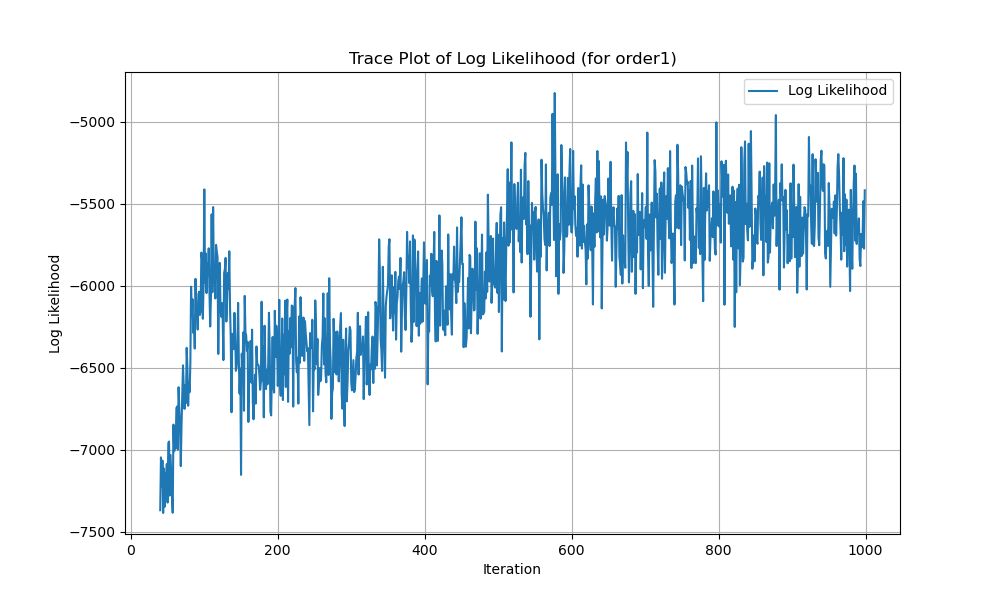 Trace Plot of Log Likelihood (for order1)
Log Likelihood
−5000
−5500
−6000
−6500
−7000
−7500
Log Likelihood
0 200 400 600 800 1000
Iteration